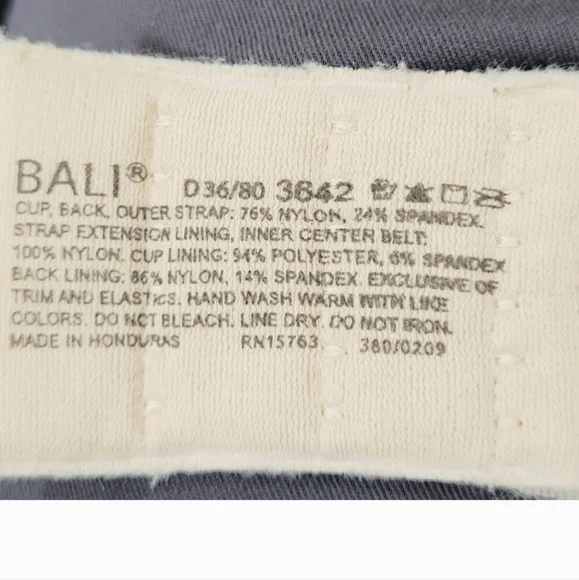 BALI® D36/80 3642
CUP, BACK, OUTER STRAP: 76% NYLON, 24% SPANDEX.
STRAP EXTENSION LINING, INNER CENTER BELT:
100% NYLON. CUP LINING: 94% POLYESTER, 6% SPANDEX
BACK LINING: 86% NYLON, 14% SPANDEX. EXCLUSIVE OF
TRIM AND ELASTICS. HAND WASH WARM WITH LIKE
COLORS. DO NOT BLEACH. LINE DRY. DO NOT IRON.
MADE IN HONDURAS RN15763 380/0209